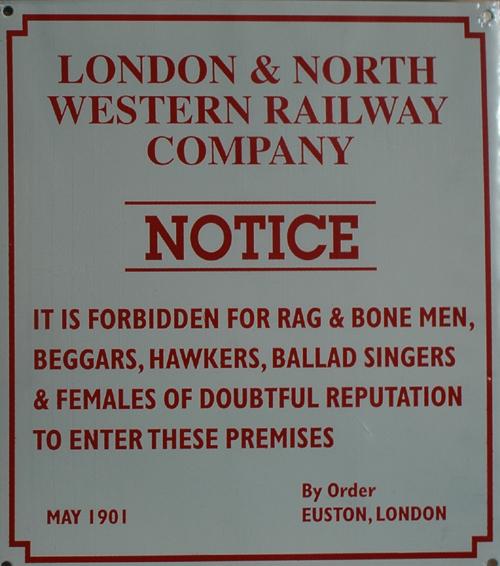 LONDON & NORTH
WESTERN RAILWAY
COMPANY
NOTICE
IT IS FORBIDDEN FOR RAG & BONE MEN,
BEGGARS, HAWKERS, BALLAD SINGERS
& FEMALES OF DOUBTFUL REPUTATION
TO ENTER THESE PREMISES
By Order
MAY 1901 EUSTON, LONDON